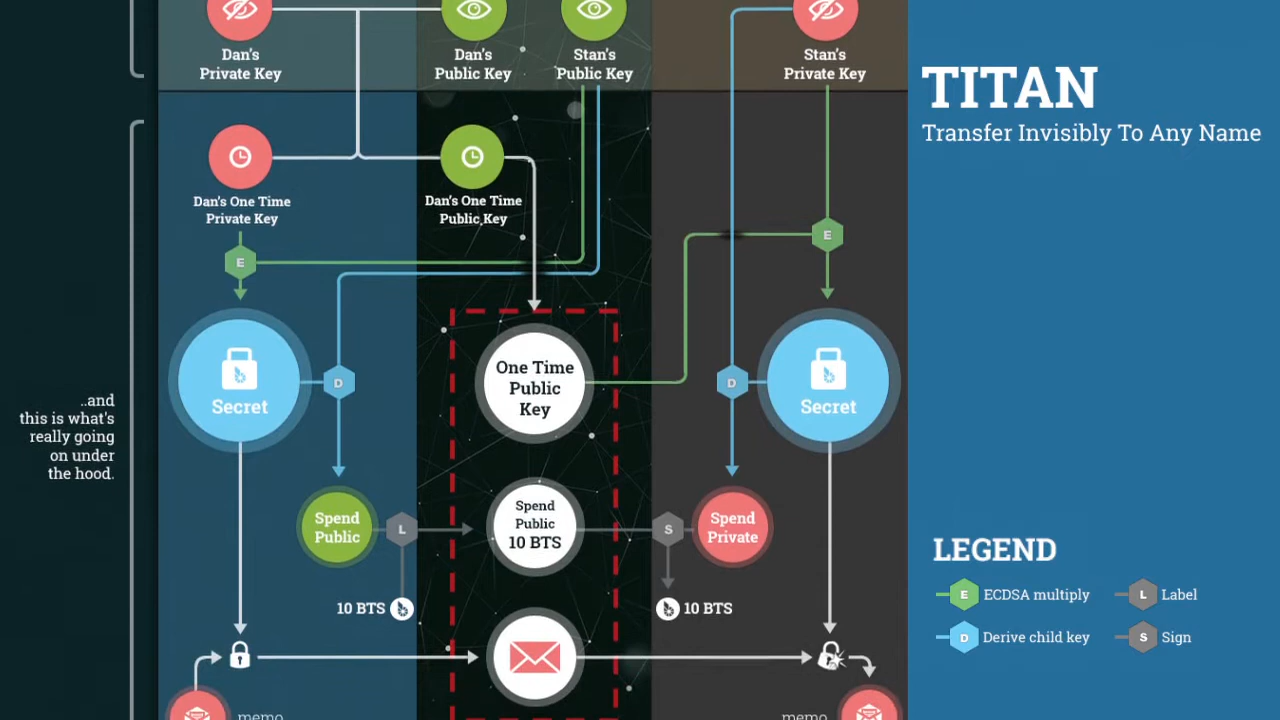 Dan's
Private Key
Dan's
Public Key
Stan's
Public Key
Stan's
Private Key
TITAN
Transfer Invisibly To Any Name
Dan's One Time
Private Key
Dan's One Time
Public Key
E
E
..and
this is what's
really going
on under
the hood.
Secret
D
One Time
Public
Key
D
Secret
Spend
Public
L
Spend
Public
10 BTS
S
Spend
Private
10 BTS
10 BTS
LEGEND
E ECDSA multiply
L Label
D Derive child key
S Sign
memo
memo